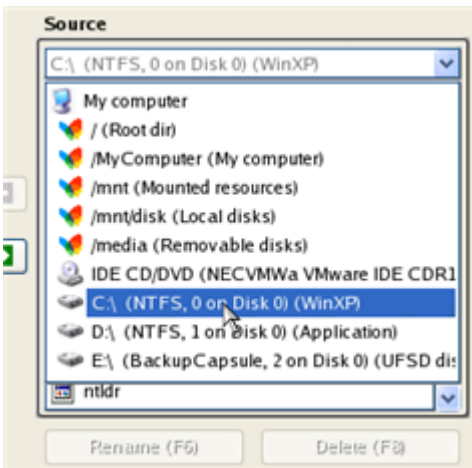 Source
C:\ (NTFS, 0 on Disk 0) (WinXP)
My computer
/ (Root dir)
/MyComputer (My computer)
/mnt (Mounted resources)
/mnt/disk (Local disks)
/media (Removable disks)
IDE CD/DVD (NECVMWa VMware IDE CDR1
C:\ (NTFS, 0 on Disk 0) (WinXP)
D:\ (NTFS, 1 on Disk 0) (Application)
E:\ (BackupCapsule, 2 on Disk 0) (UFSD dis
ntldr
Rename (F6) Delete (F8)